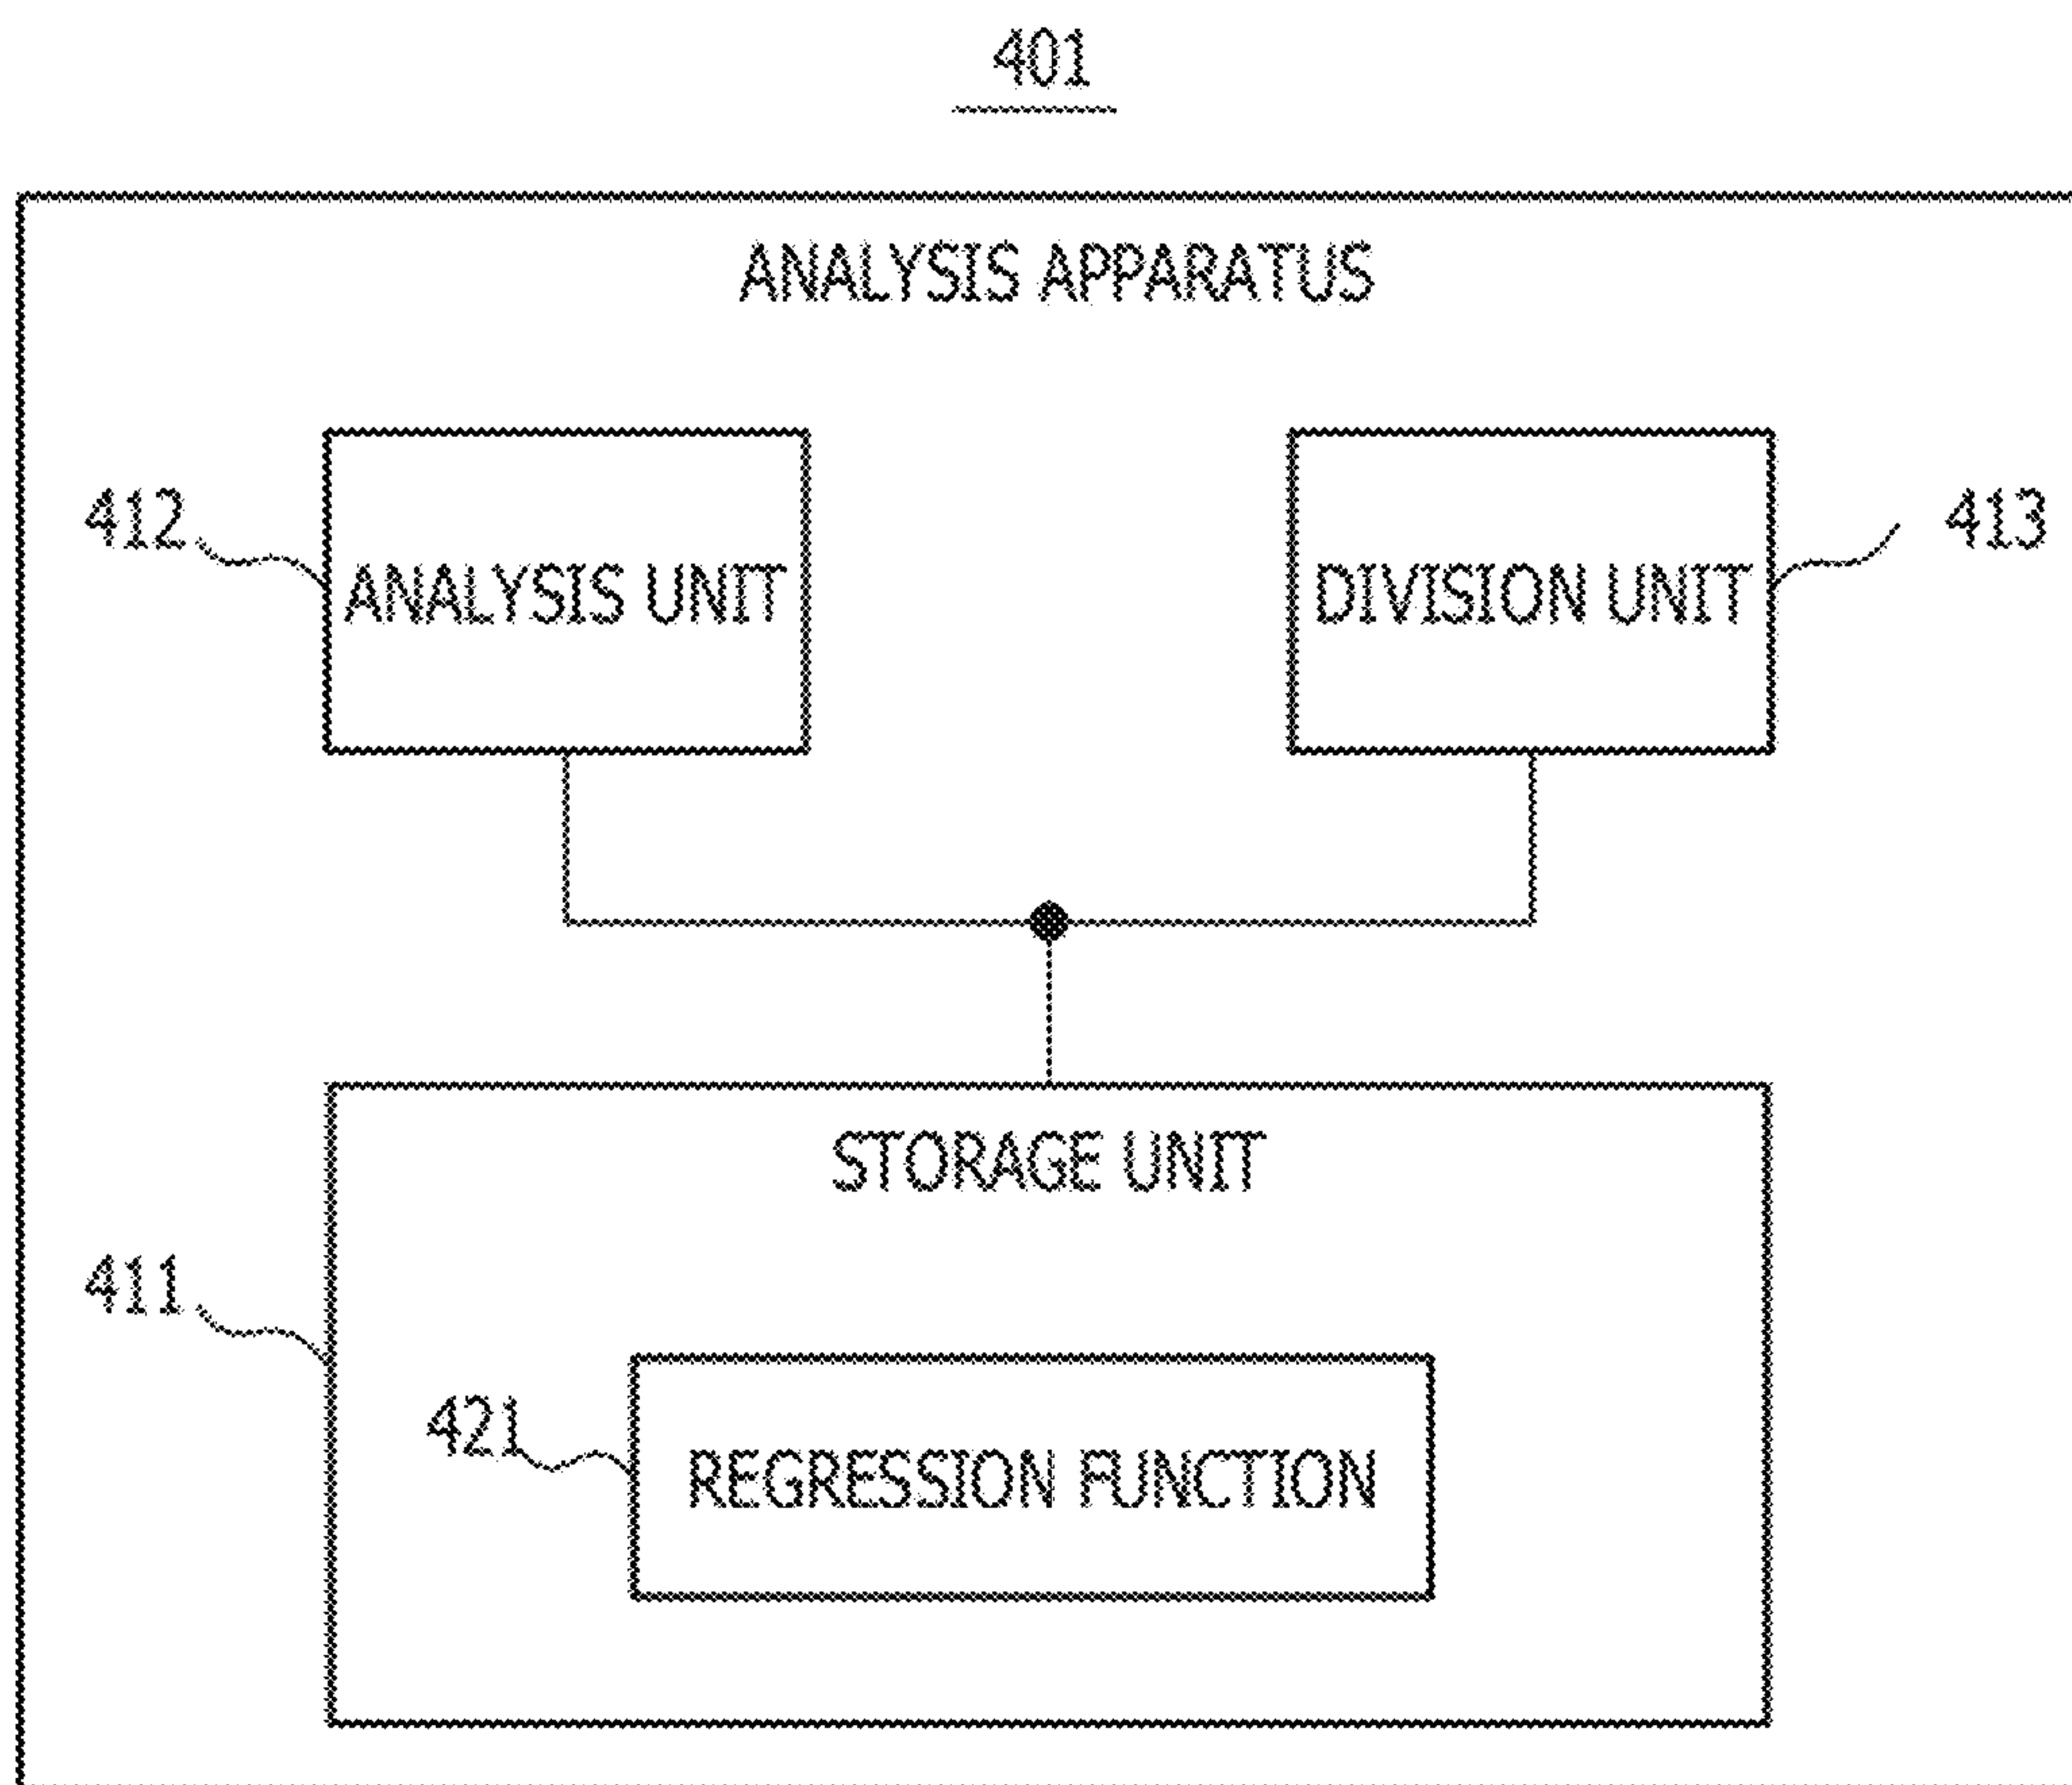 401
ANALYSIS APPARATUS
412
ANALYSIS UNIT
DIVISION UNIT
413
STORAGE UNIT
411
421
REGRESSION FUNCTION